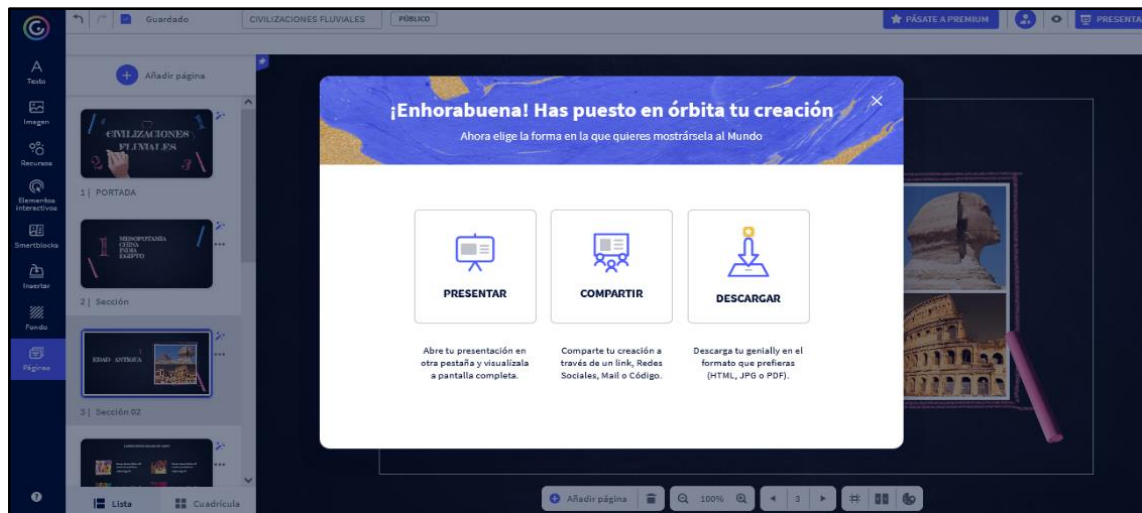 Guardado
CIVILIZACIONES FLUVIALES
PÚBLICO
PÁSATE A PREMIUM
PRESENTA
Texto
Imagen
Recursos
Elementos interactivos
Smartblocks
Insertar
Fondo
Páginas
Añadir página
CIVILIZACIONES
FLUVIALES
1 | PORTADA
MESOPOTAMIA
CHINA
INDIA
EGIPTO
2 | Sección
EDAD ANTIGUA
3 | Sección 02
Lista
Cuadrícula
¡Enhorabuena! Has puesto en órbita tu creación
Ahora elige la forma en la que quieres mostrársela al Mundo
PRESENTAR
Abre tu presentación en
otra pestaña y visualízala
a pantalla completa.
COMPARTIR
Comparte tu creación a
través de un link, Redes
Sociales, Mail o Código.
DESCARGAR
Descarga tu genially en el
formato que prefieras
(HTML, JPG o PDF).
Añadir página
100%
3